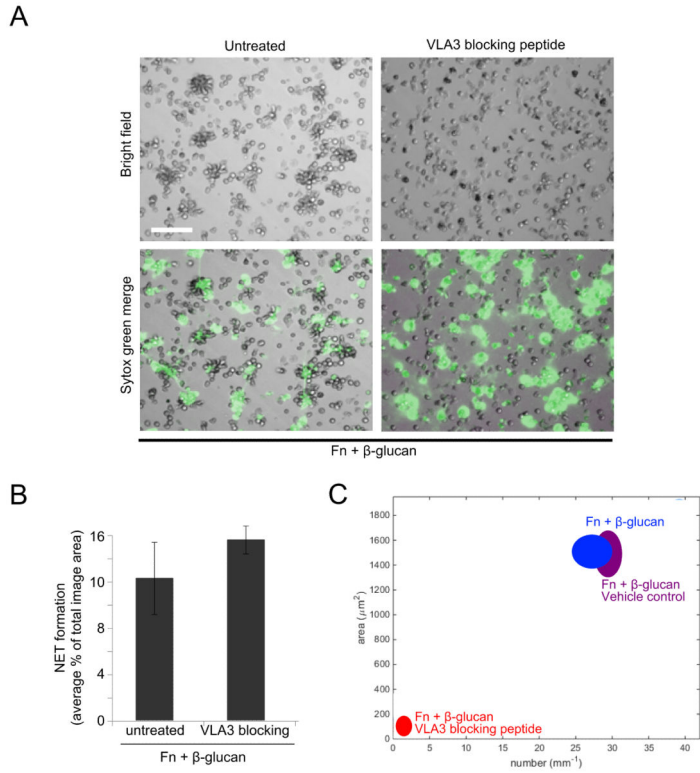 A
Untreated
VLA3 blocking peptide
Bright field
Sytox green merge
Fn + β-glucan
B
NET formation
(average % of total image area)
16
10
8
4
0
untreated
VLA3 blocking
Fn + β-glucan
C
area (μm²)
1800
1600
1400
1200
1000
800
600
400
200
0
Fn + β-glucan
Fn + β-glucan
Vehicle control
Fn + β-glucan
VLA3 blocking peptide
0 5 10 15 20 25 30 35 40
number (mm⁻¹)